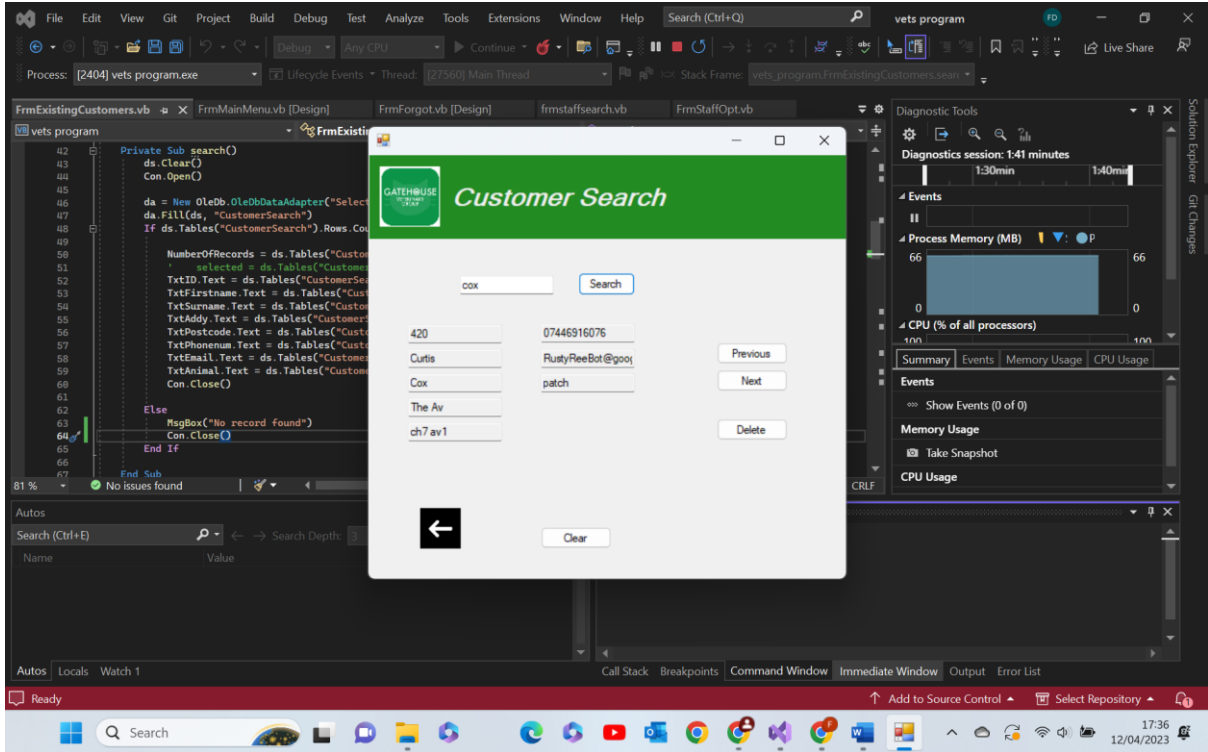 File Edit View Git Project Build Debug Test Analyze Tools Extensions Window Help Search (Ctrl+Q) vets program FD
Debug Any CPU Continue Live Share
Process: [2404] vets program.exe Lifecycle Events Thread: [27560] Main Thread Stack Frame: vets_program.FrmExistingCustomers.sear
FrmExistingCustomers.vb FrmMainMenu.vb [Design] FrmForgot.vb [Design] frmstaffsearch.vb FrmStaffOpt.vb
vets program FrmExisti
42 Private Sub search()
43 ds.Clear()
44 Con.Open()
45
46 da = New OleDb.OleDbDataAdapter("Select
47 da.Fill(ds, "CustomerSearch")
48 If ds.Tables("CustomerSearch").Rows.Cou
49
50 NumberOfRecords = ds.Tables("Custom
51 ' selected = ds.Tables("Customer
52 TxtID.Text = ds.Tables("CustomerSea
53 TxtFirstname.Text = ds.Tables("Cust
54 TxtSurname.Text = ds.Tables("Custom
55 TxtAddy.Text = ds.Tables("CustomerS
56 TxtPostcode.Text = ds.Tables("Custo
57 TxtPhonenum.Text = ds.Tables("Custo
58 TxtEmail.Text = ds.Tables("Customer
59 TxtAnimal.Text = ds.Tables("Custome
60 Con.Close()
61
62 Else
63 MsgBox("No record found")
64 Con.Close()
65 End If
66
67 End Sub
81 % No issues found CRLF
GATEHOUSE
Customer Search
cox Search
420 07446916076
Curtis RustyReeBot@goog
Cox patch
The Av
ch7 av1
Previous
Next
Delete
Clear
Diagnostic Tools
Diagnostics session: 1:41 minutes
1:30min 1:40min
Events
Process Memory (MB) P
66 66
0 0
CPU (% of all processors)
100 100
Summary Events Memory Usage CPU Usage
Events
Show Events (0 of 0)
Memory Usage
Take Snapshot
CPU Usage
Solution Explorer
Git Changes
Autos
Search (Ctrl+E) Search Depth: 3
Name Value
Autos Locals Watch 1
Call Stack Breakpoints Command Window Immediate Window Output Error List
Ready Add to Source Control Select Repository
Search
17:36
12/04/2023